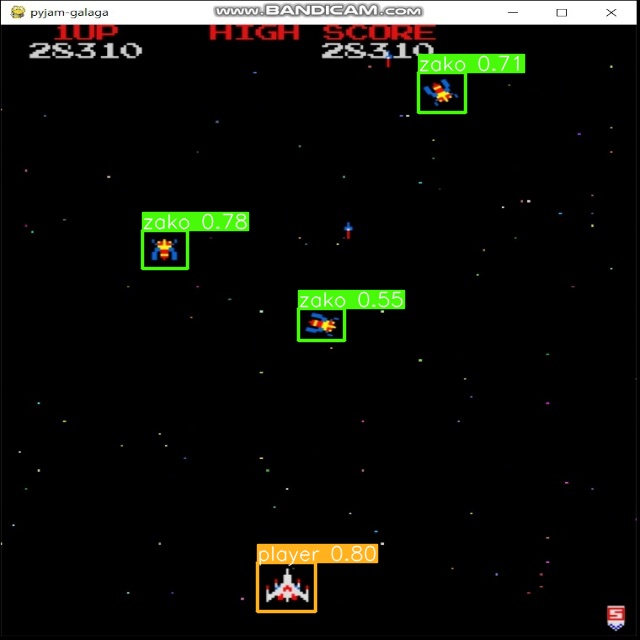 pyjam-galaga
www.BANDICAM.com
1UP HIGH SCORE
28310 28310
zako 0.71
zako 0.78
zako 0.55
player 0.80
5